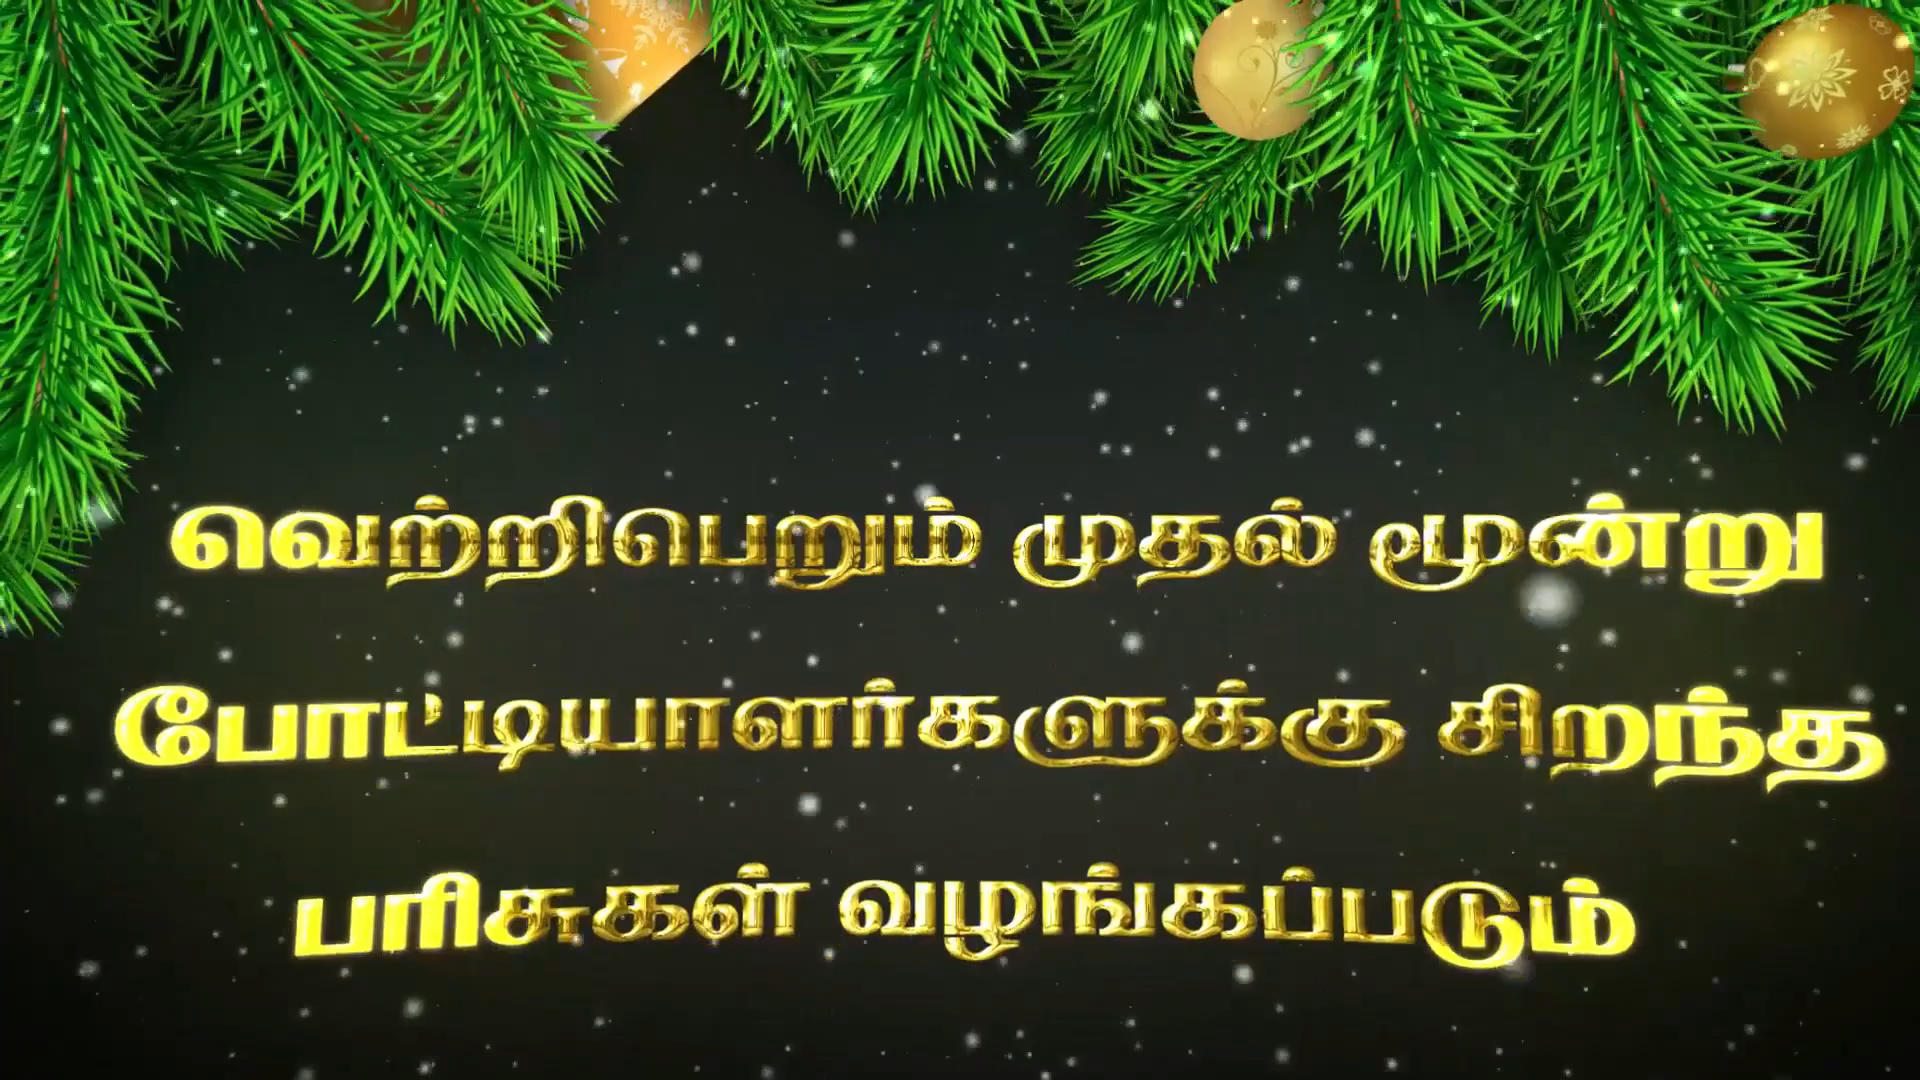 வெற்றிபெறும் முதல் மூன்று
போட்டியாளர்களுக்கு சிறந்த
பரிசுகள் வழங்கப்படும்